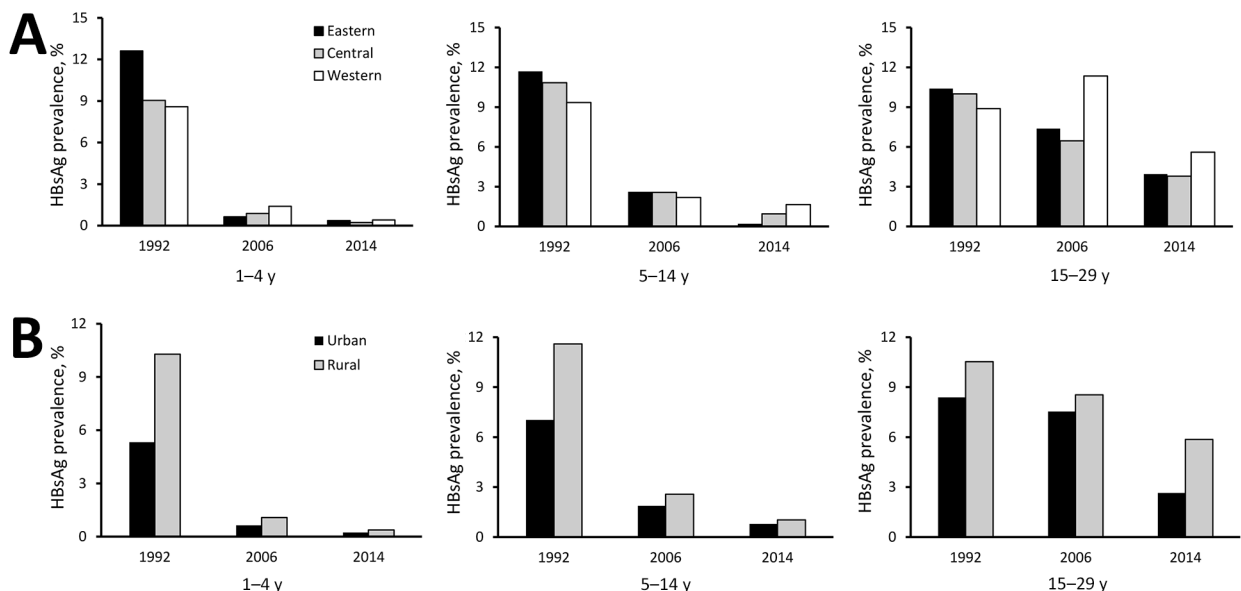 A
HBsAg prevalence, %
15
12
9
6
3
0
Eastern
Central
Western
1992
2006
2014
1–4 y
HBsAg prevalence, %
15
12
9
6
3
0
1992
2006
2014
5–14 y
HBsAg prevalence, %
15
12
9
6
3
0
1992
2006
2014
15–29 y
B
HBsAg prevalence, %
12
9
6
3
0
Urban
Rural
1992
2006
2014
1–4 y
HBsAg prevalence, %
12
9
6
3
0
1992
2006
2014
5–14 y
HBsAg prevalence, %
12
9
6
3
0
1992
2006
2014
15–29 y